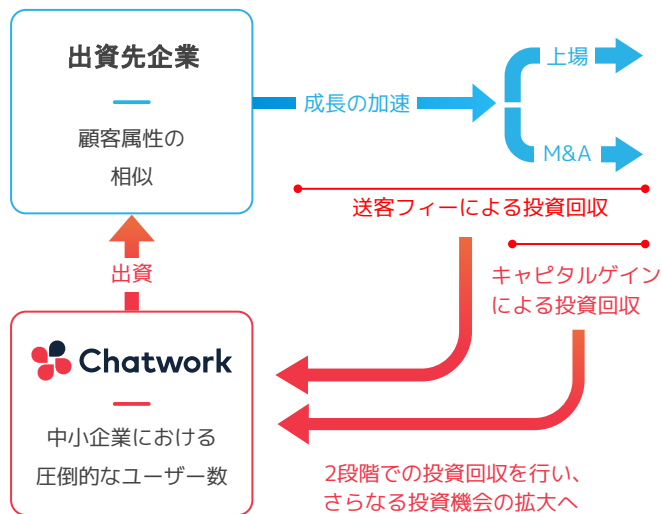 出資先企業
顧客属性の
相似
成長の加速
上場
M&A
送客フィーによる投資回収
キャピタルゲイン
による投資回収
出資
Chatwork
中小企業における
圧倒的なユーザー数
2段階での投資回収を行い、
さらなる投資機会の拡大へ